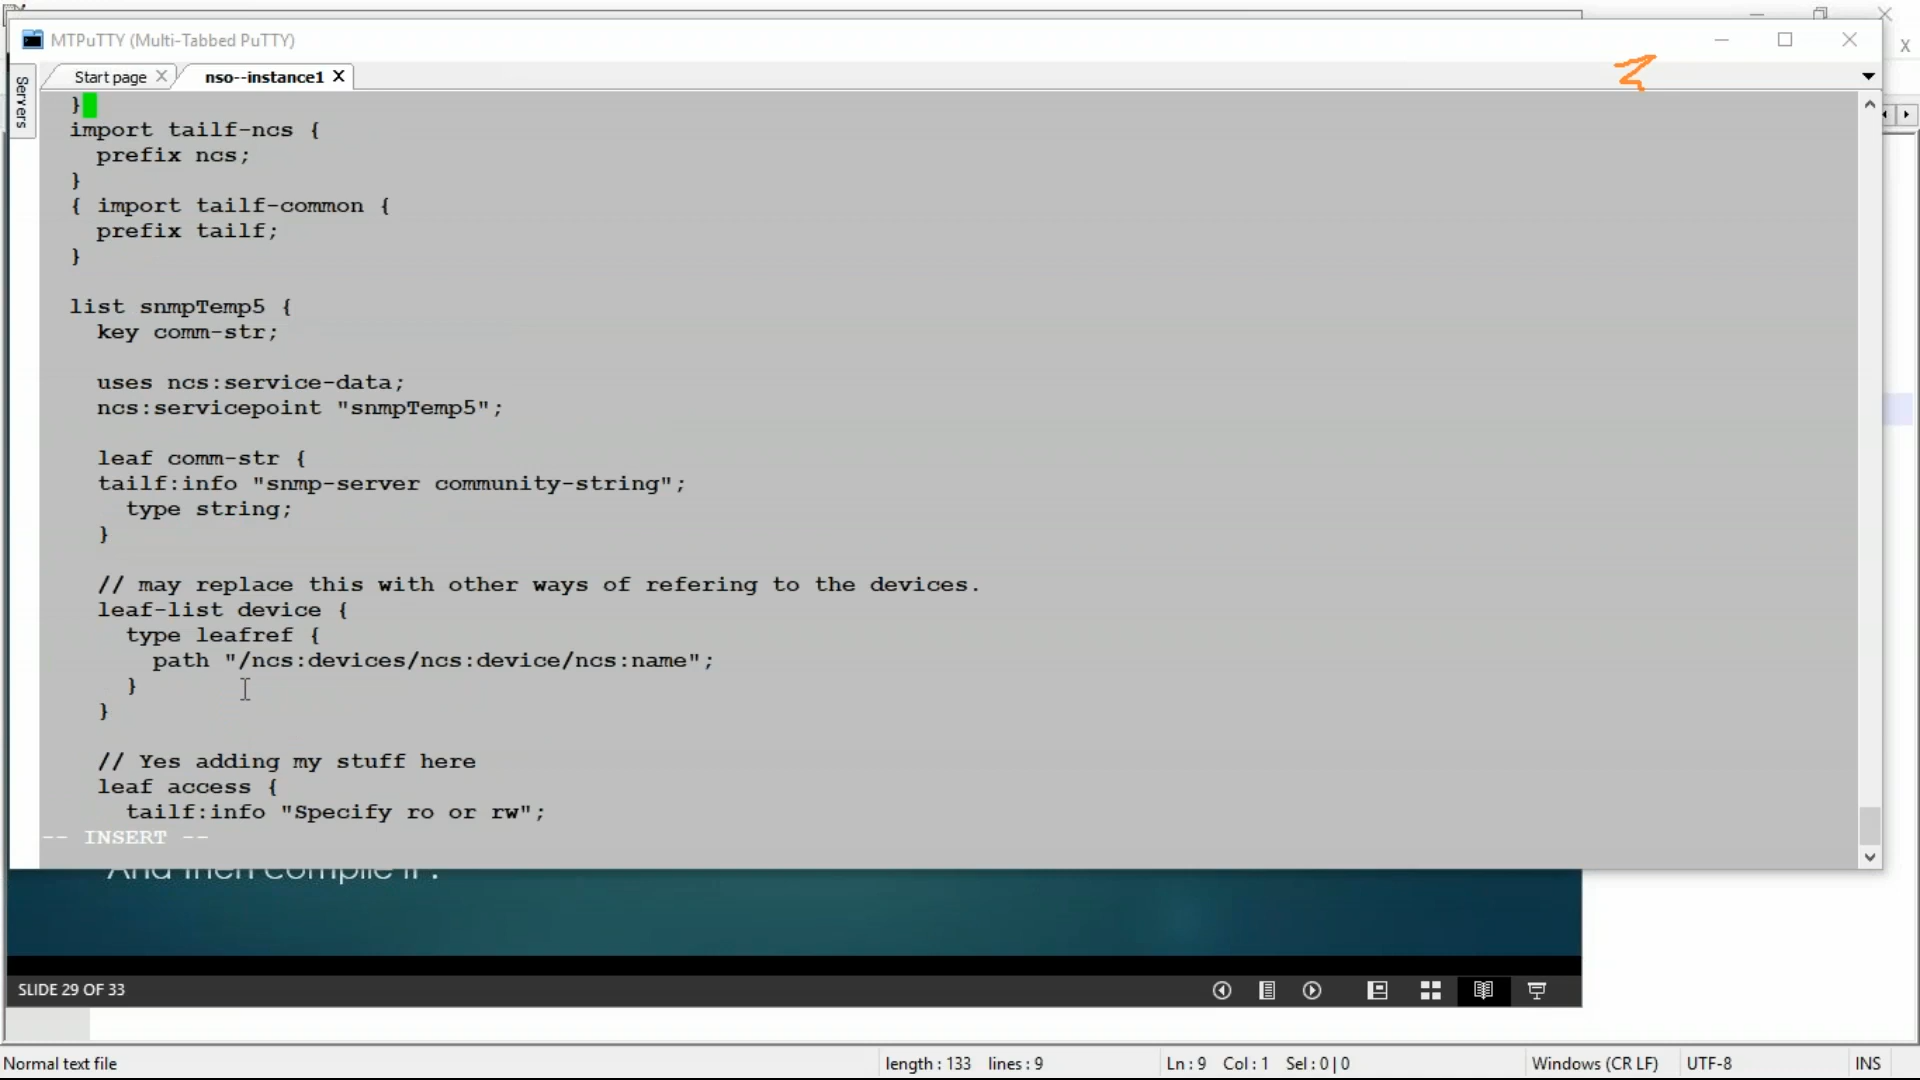 MTPuTTY (Multi-Tabbed PuTTY)
Servers
Start page
nso--instance1
}
import tailf-ncs {
prefix ncs;
}
{ import tailf-common {
prefix tailf;
}
list snmpTemp5 {
key comm-str;
uses ncs:service-data;
ncs:servicepoint "snmpTemp5";
leaf comm-str {
tailf:info "snmp-server community-string";
type string;
}
// may replace this with other ways of refering to the devices.
leaf-list device {
type leafref {
path "/ncs:devices/ncs:device/ncs:name";
}
}
// Yes adding my stuff here
leaf access {
tailf:info "Specify ro or rw";
-- INSERT --
And then compile it.
SLIDE 29 OF 33
Normal text file
length : 133 lines : 9
Ln : 9 Col : 1 Sel : 0 | 0
Windows (CR LF)
UTF-8
INS